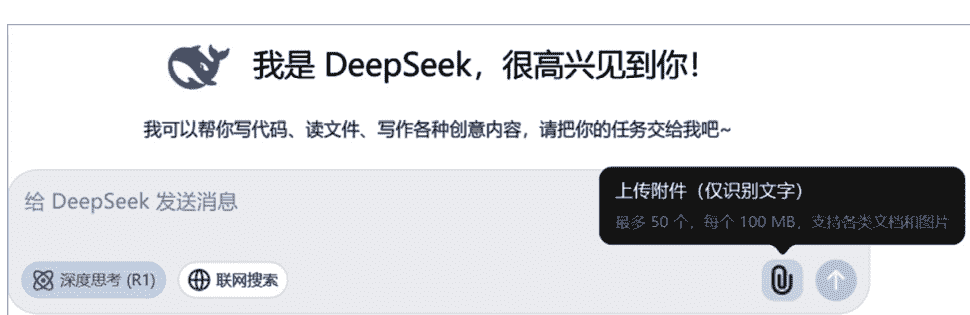 我是 DeepSeek，很高兴见到你！
我可以帮你写代码、读文件、写作各种创意内容，请把你的任务交给我吧~
给 DeepSeek 发送消息
上传附件（仅识别文字）
最多 50 个，每个 100 MB，支持各类文档和图片
深度思考 (R1)
联网搜索